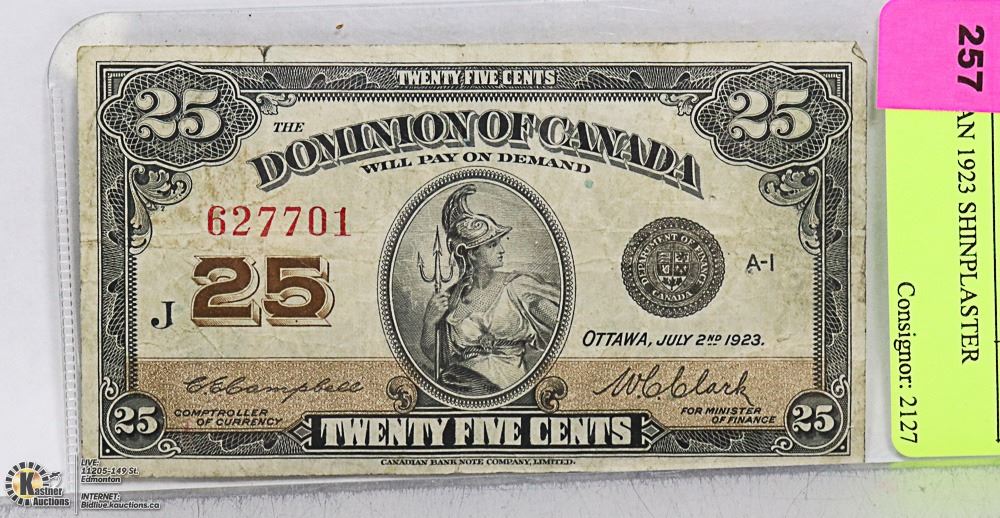 TWENTY FIVE CENTS
25
25
THE
DOMINION OF CANADA
WILL PAY ON DEMAND
627701
J
25
DEPARTMENT OF FINANCE
CANADA
A-1
OTTAWA, JULY 2ND 1923.
C.E.Campbell
W.C.Clark
COMPTROLLER
OF CURRENCY
FOR MINISTER
OF FINANCE
25
TWENTY FIVE CENTS
25
CANADIAN BANK NOTE COMPANY, LIMITED.
257
AN 1923 SHINPLASTER
Consignor: 2127
Kastner
Auctions
LIVE:
11205-149 St.
Edmonton
INTERNET:
Bidlive.kauctions.ca